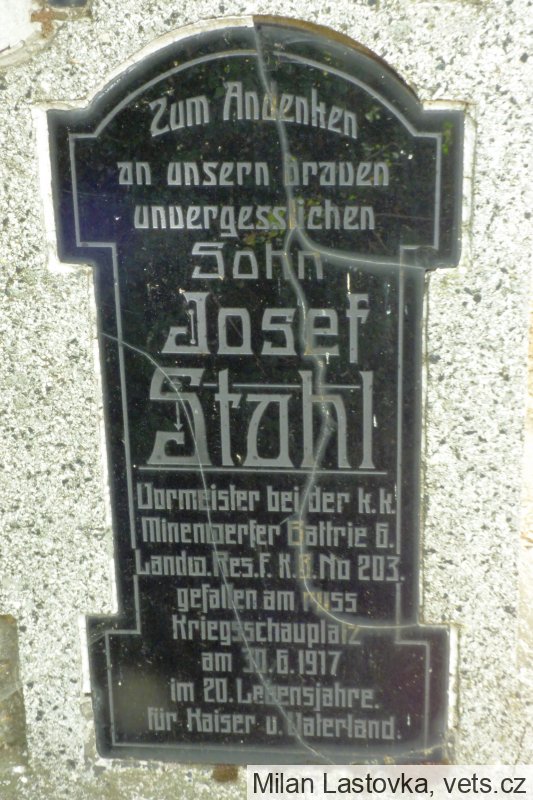 Zum Andenken
an unsern braven
unvergesslichen
Sohn
Josef
Stahl
Vormeister bei der k. k.
Minenwerfer Battrie 6.
Landw. Res. F. K. R. No 203.
gefallen am russ
Kriegsschauplatz
am 30. 6. 1917
im 20. Lebensjahre.
für Kaiser u. Vaterland.
Milan Lastovka, vets.cz